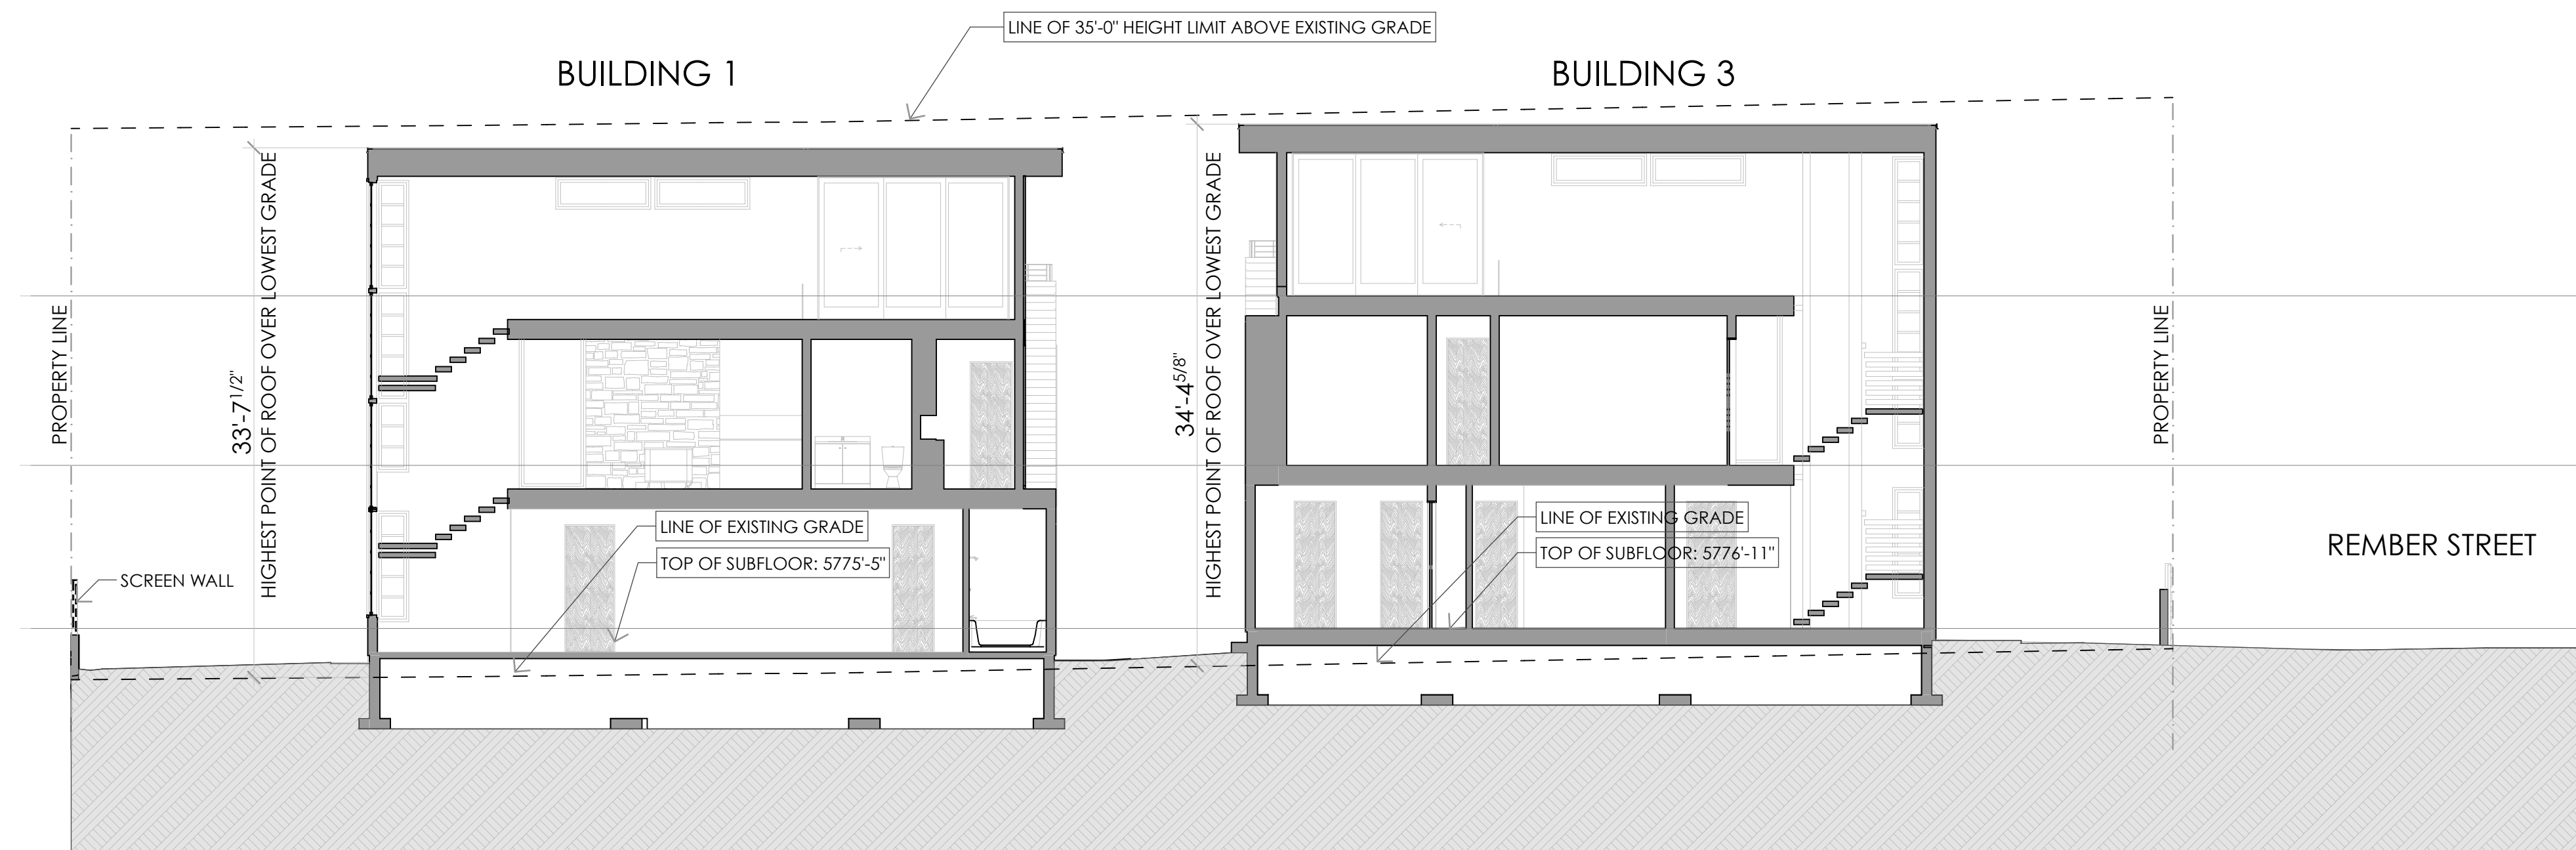 LINE OF 35'-0" HEIGHT LIMIT ABOVE EXISTING GRADE
BUILDING 1
BUILDING 3
PROPERTY LINE
33'-7 1/2"
HIGHEST POINT OF ROOF OVER LOWEST GRADE
34'-4 5/8"
HIGHEST POINT OF ROOF OVER LOWEST GRADE
PROPERTY LINE
LINE OF EXISTING GRADE
TOP OF SUBFLOOR: 5775'-5"
LINE OF EXISTING GRADE
TOP OF SUBFLOOR: 5776'-11"
SCREEN WALL
REMBER STREET